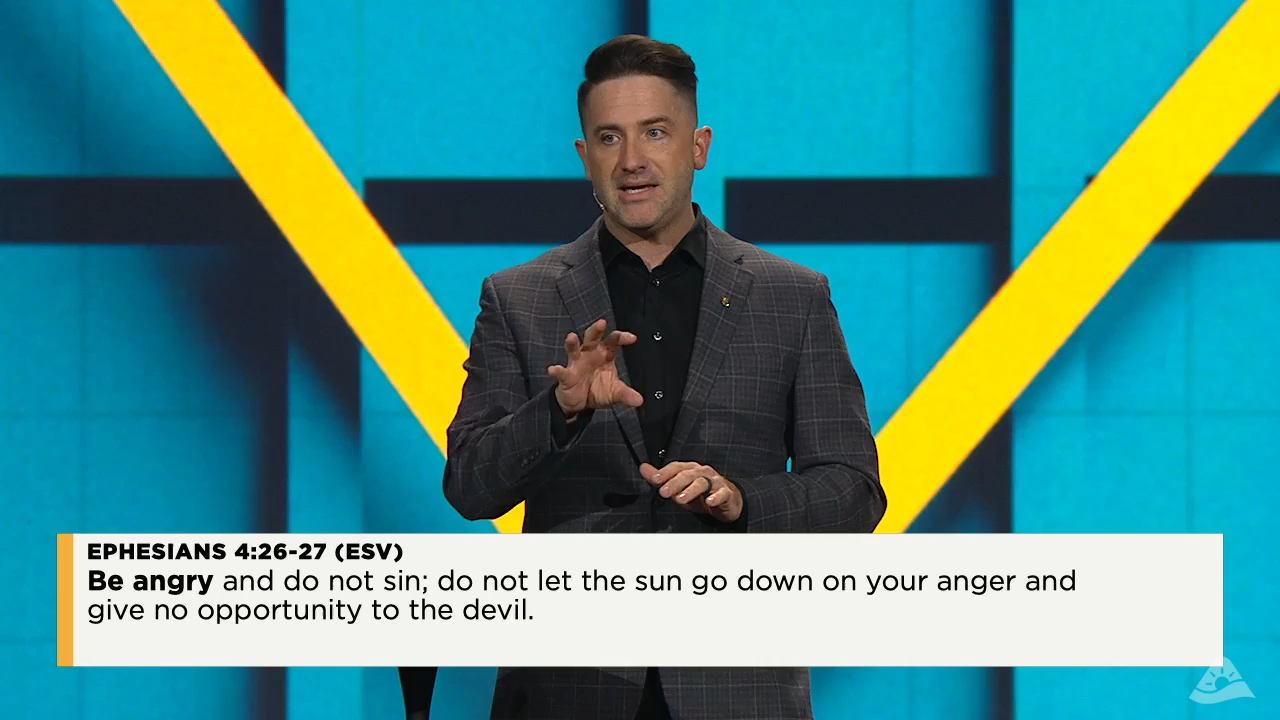 EPHESIANS 4:26-27 (ESV)
Be angry and do not sin; do not let the sun go down on your anger and
give no opportunity to the devil.